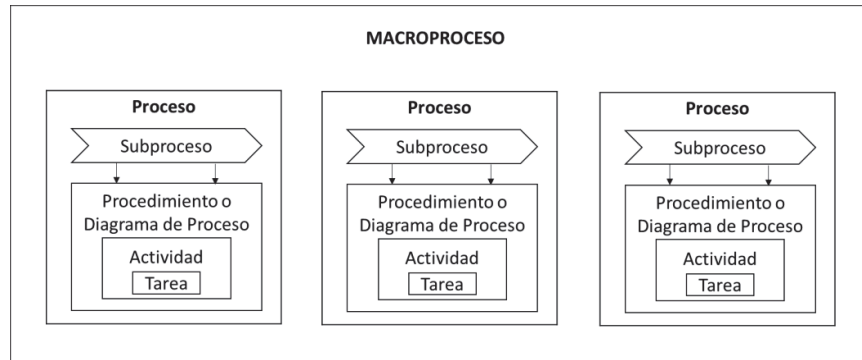 MACROPROCESO
Proceso
Subproceso
Procedimiento o
Diagrama de Proceso
Actividad
Tarea
Proceso
Subproceso
Procedimiento o
Diagrama de Proceso
Actividad
Tarea
Proceso
Subproceso
Procedimiento o
Diagrama de Proceso
Actividad
Tarea